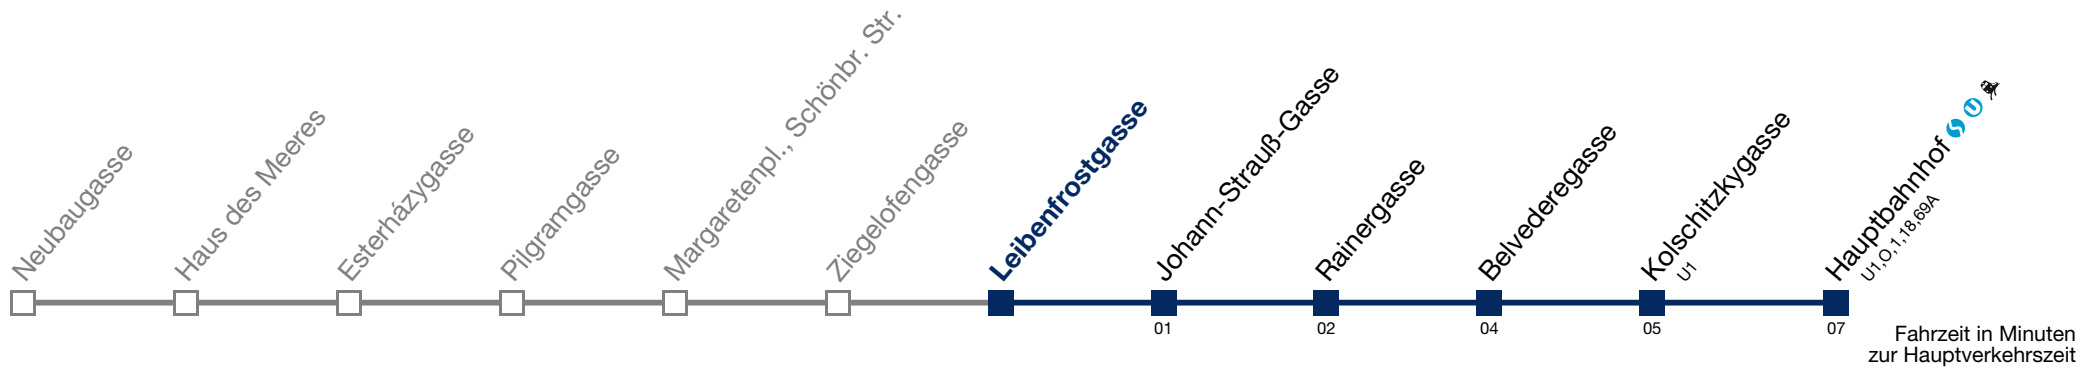 Neubaugasse
Haus des Meeres
Esterházygasse
Pilgramgasse
Margaretenpl., Schönbr. Str.
Ziegelofengasse
Leibenfrostgasse
Johann-Strauß-Gasse
Rainergasse
Belvederegasse
Kolschitzkygasse
U1
Hauptbahnhof
U1,O,1,18,69A
01
02
04
05
07
Fahrzeit in Minuten
zur Hauptverkehrszeit